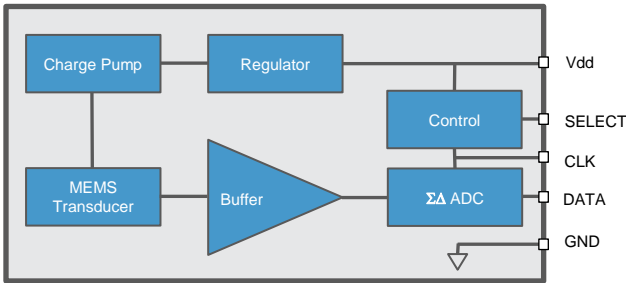 Charge Pump
Regulator
Vdd
Control
SELECT
CLK
MEMS
Transducer
Buffer
ΣΔ ADC
DATA
GND